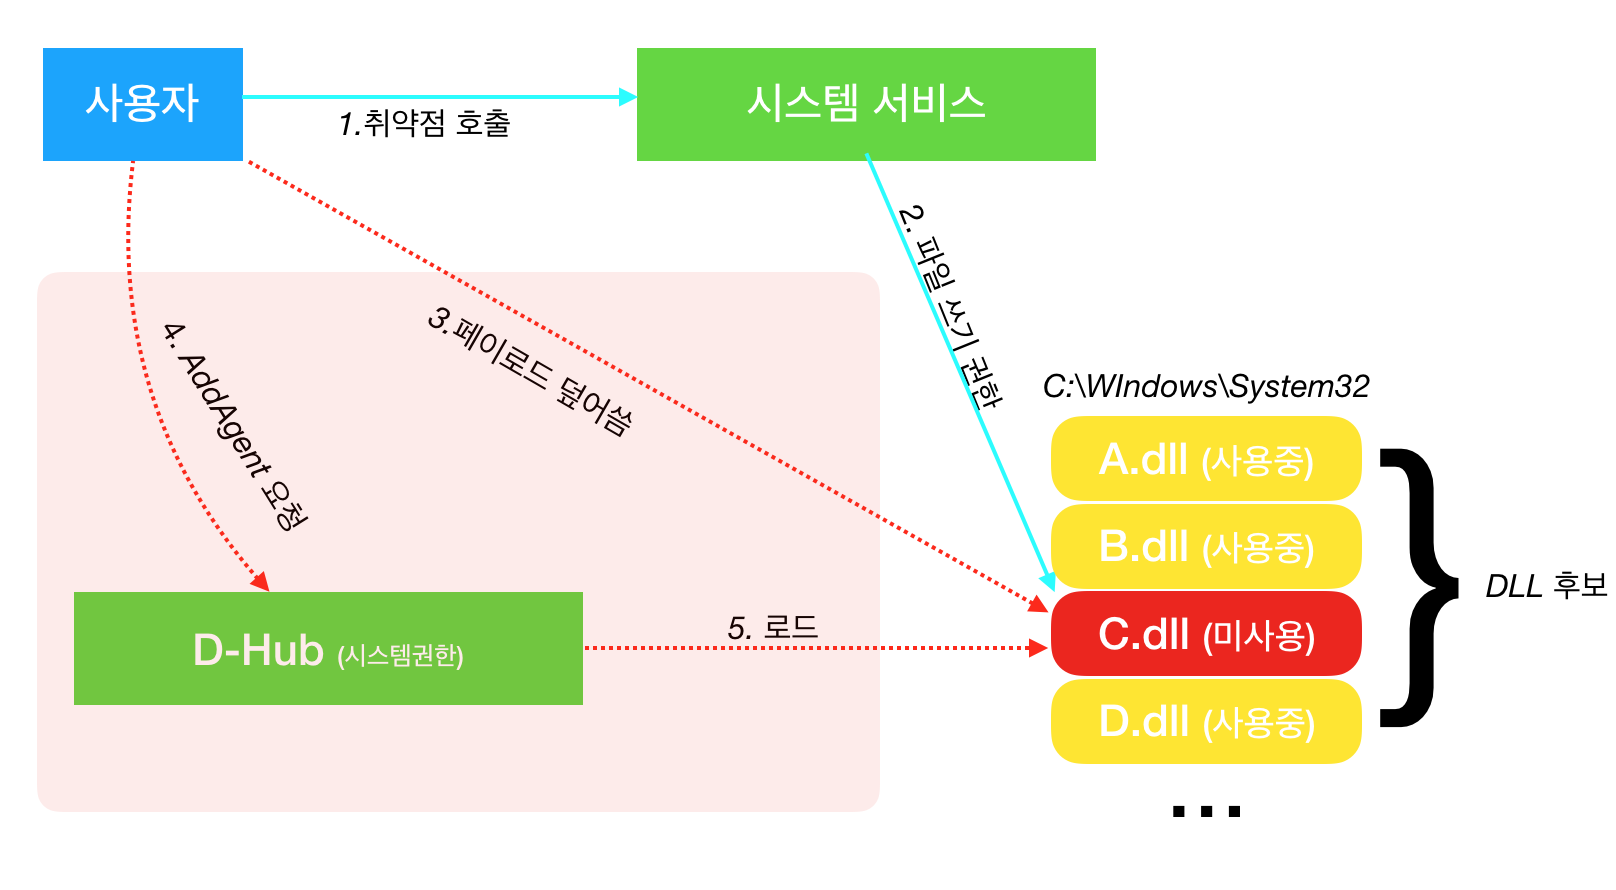 사용자
시스템 서비스
1.취약점 호출
2. 파일 쓰기 권한
3.페이로드 덮어씀
4. AddAgent 요청
C:\WIndows\System32
A.dll (사용중)
B.dll (사용중)
DLL 후보
C.dll (미사용)
5. 로드
D-Hub (시스템권한)
D.dll (사용중)
...